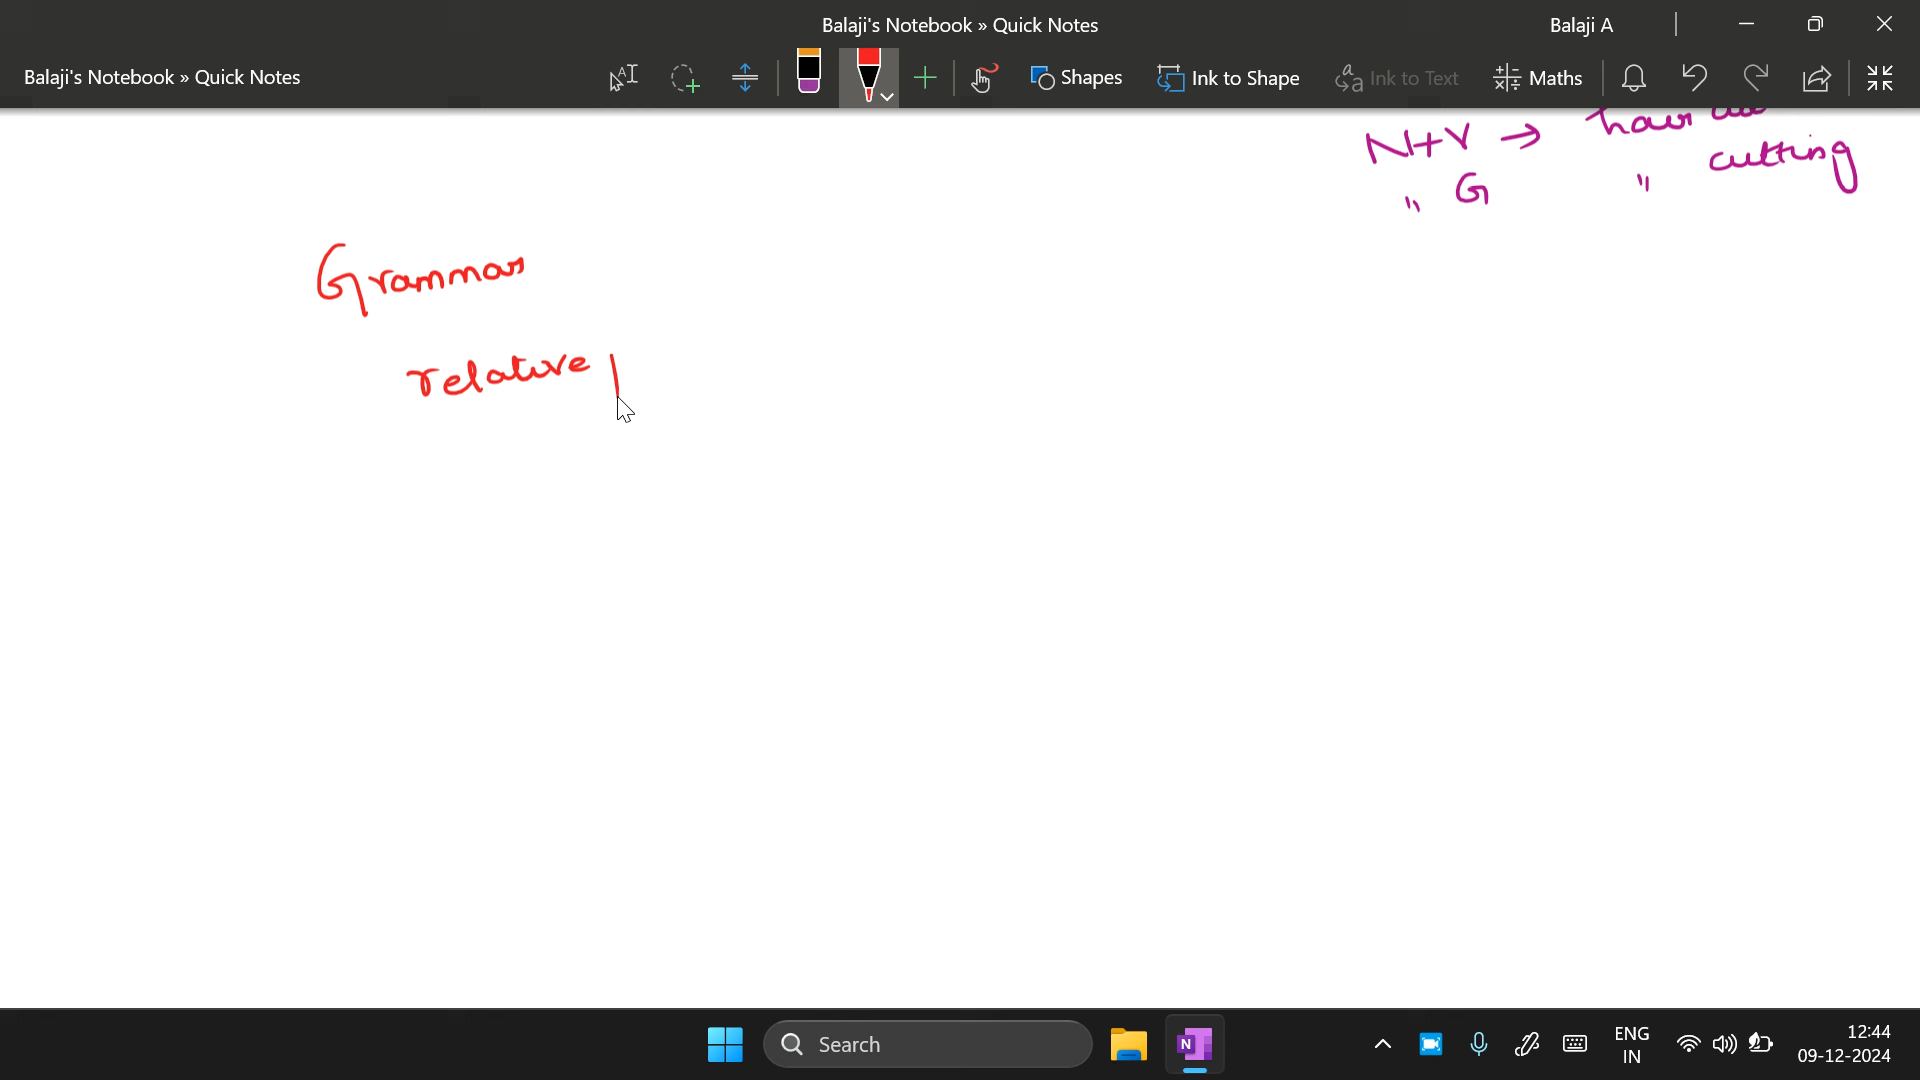 Balaji's Notebook » Quick Notes
Balaji A
Balaji's Notebook » Quick Notes
Shapes
Ink to Shape
Ink to Text
Maths
N+V →
" G " cutting
Grammar
relative
Search
ENG
IN
12:44
09-12-2024